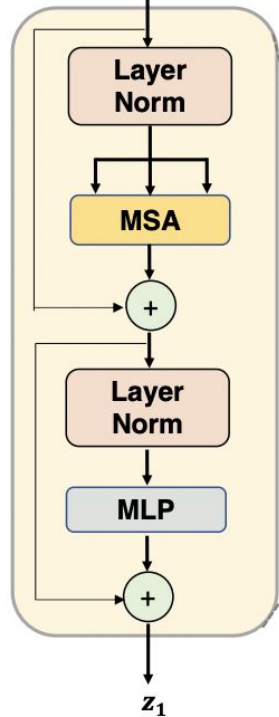 Layer
Norm
MSA
+
Layer
Norm
MLP
+
z₁